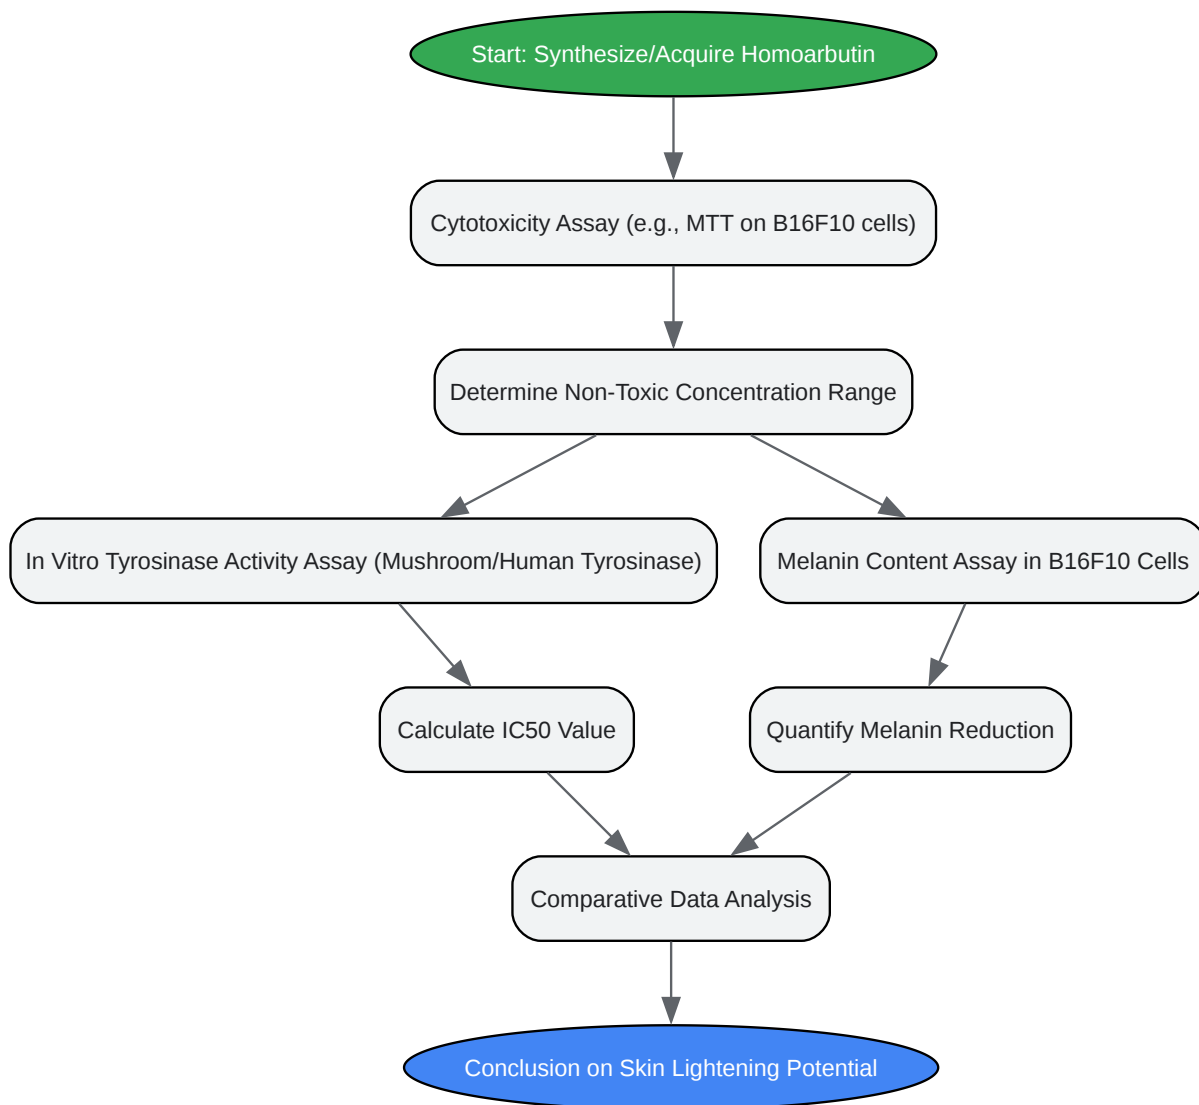 Start: Synthesize/Acquire Homoarbutin
Cytotoxicity Assay (e.g., MTT on B16F10 cells)
Determine Non-Toxic Concentration Range
In Vitro Tyrosinase Activity Assay (Mushroom/Human Tyrosinase)
Melanin Content Assay in B16F10 Cells
Calculate IC50 Value
Quantify Melanin Reduction
Comparative Data Analysis
Conclusion on Skin Lightening Potential